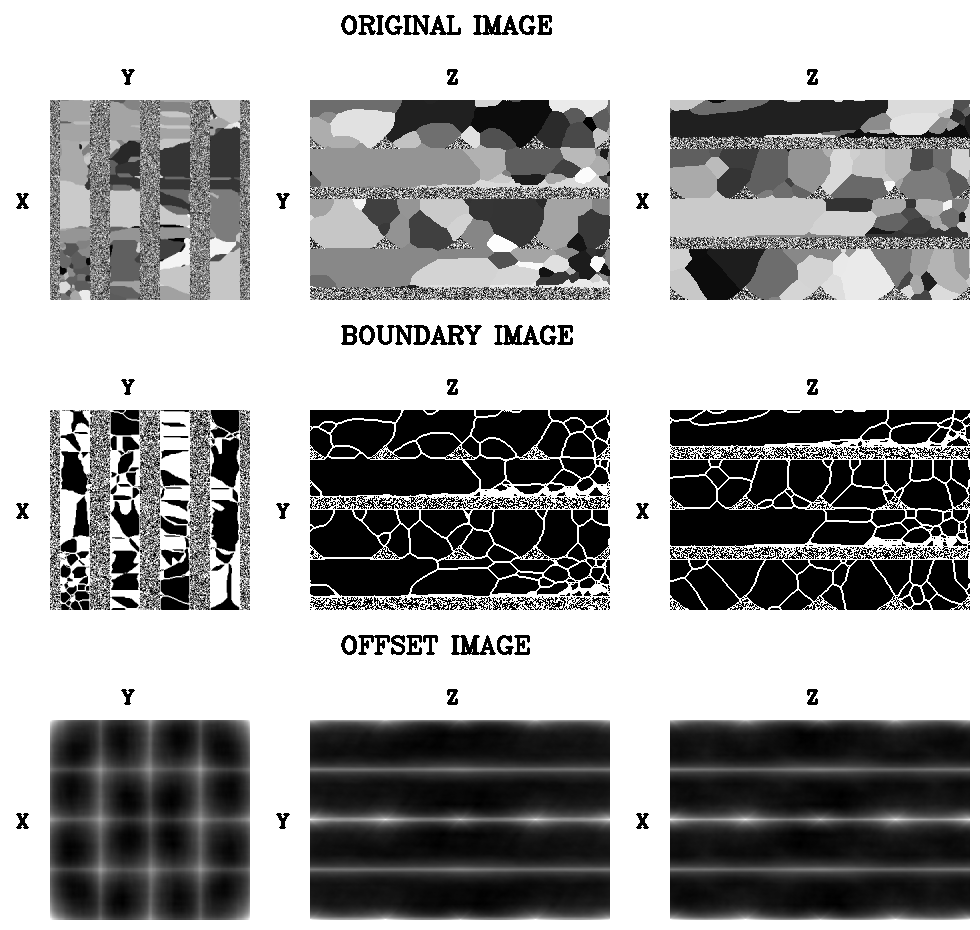 ORIGINAL IMAGE
Y Z Z
X Y X
BOUNDARY IMAGE
Y Z Z
X Y X
OFFSET IMAGE
Y Z Z
X Y X